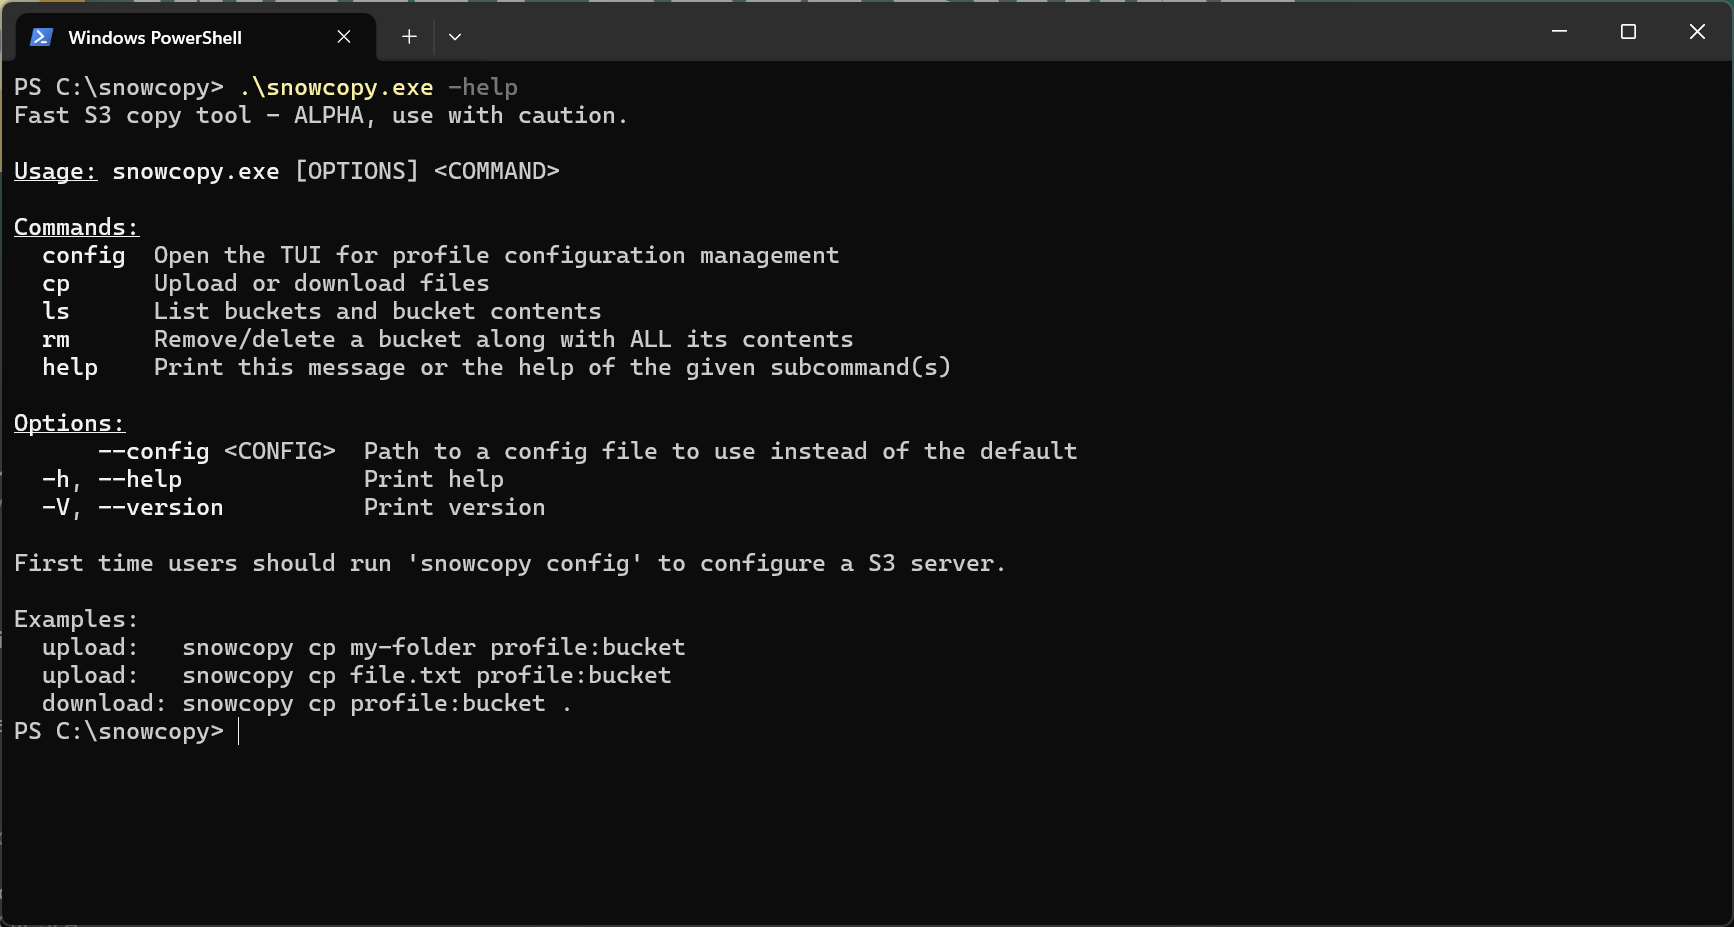 Windows PowerShell
PS C:\snowcopy> .\snowcopy.exe -help
Fast S3 copy tool - ALPHA, use with caution.
Usage: snowcopy.exe [OPTIONS] <COMMAND>
Commands:
  config  Open the TUI for profile configuration management
  cp      Upload or download files
  ls      List buckets and bucket contents
  rm      Remove/delete a bucket along with ALL its contents
  help    Print this message or the help of the given subcommand(s)
Options:
      --config <CONFIG>  Path to a config file to use instead of the default
  -h, --help             Print help
  -V, --version          Print version
First time users should run 'snowcopy config' to configure a S3 server.
Examples:
  upload:   snowcopy cp my-folder profile:bucket
  upload:   snowcopy cp file.txt profile:bucket
  download: snowcopy cp profile:bucket .
PS C:\snowcopy>